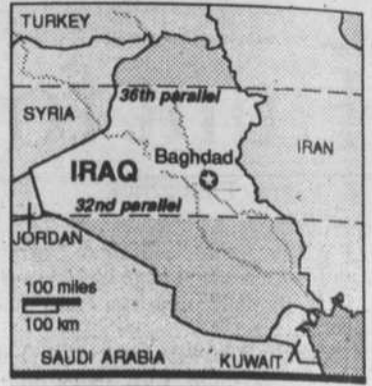 TURKEY
36th parallel
SYRIA
IRAN
Baghdad
IRAQ
32nd parallel
JORDAN
100 miles
100 km
SAUDI ARABIA
KUWAIT